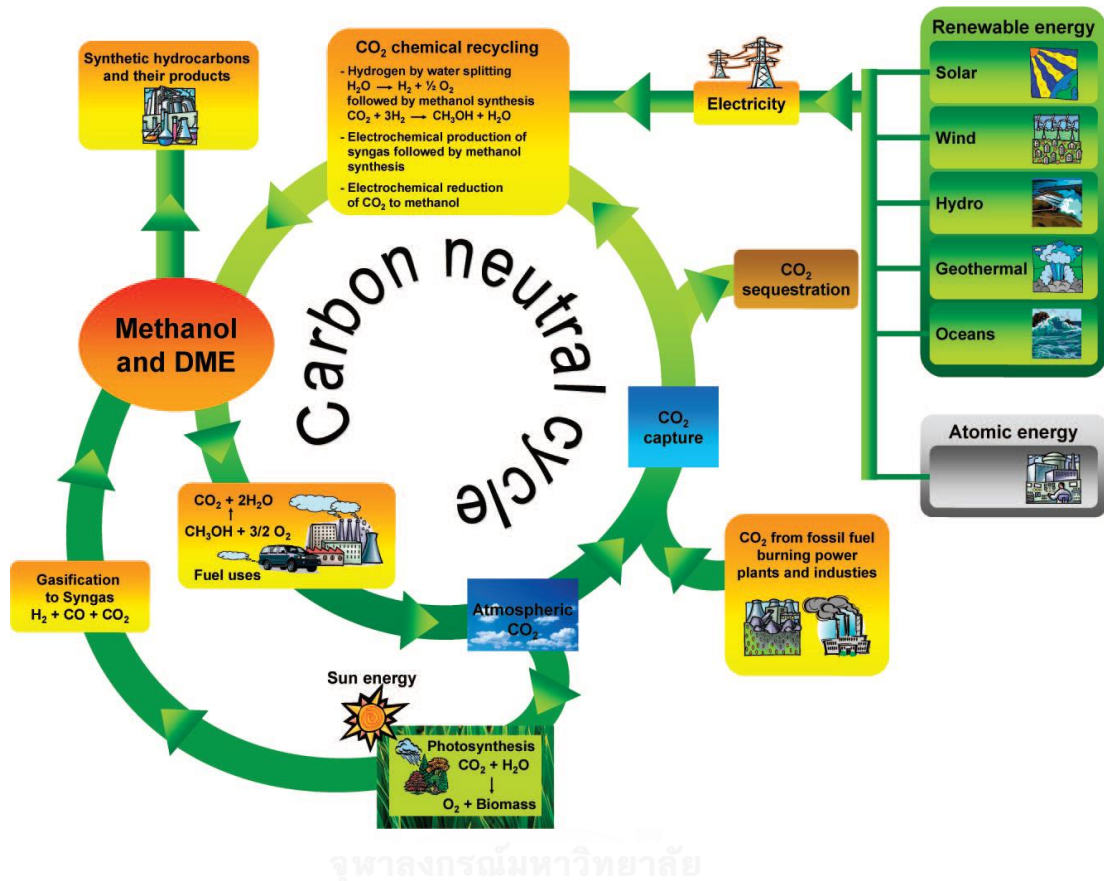 Synthetic hydrocarbons
and their products
CO₂ chemical recycling
- Hydrogen by water splitting
H₂O → H₂ + ½ O₂
followed by methanol synthesis
CO₂ + 3H₂ → CH₃OH + H₂O
- Electrochemical production of
syngas followed by methanol
synthesis
- Electrochemical reduction
of CO₂ to methanol
Electricity
Renewable energy
Solar
Wind
Hydro
Geothermal
Oceans
Atomic energy
Carbon neutral cycle
CO₂
sequestration
Methanol
and DME
CO₂
capture
CO₂ + 2H₂O
↑
CH₃OH + 3/2 O₂
Fuel uses
CO₂ from fossil fuel
burning power
plants and industies
Gasification
to Syngas
H₂ + CO + CO₂
Atmospheric
CO₂
Sun energy
Photosynthesis
CO₂ + H₂O
↓
O₂ + Biomass
จุฬาลงกรณ์มหาวิทยาลัย